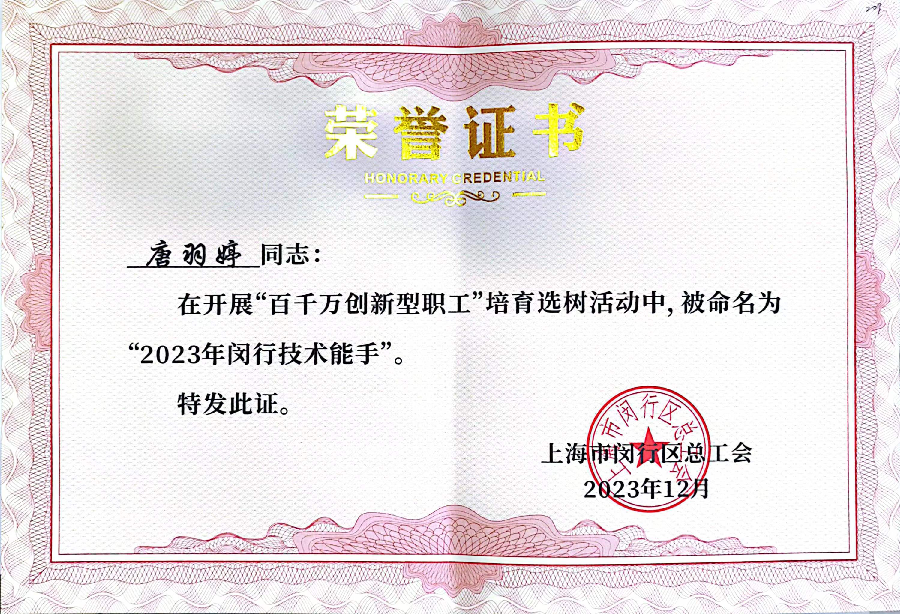 荣誉证书
HONORARY CREDENTIAL
唐羽婷 同志：
在开展“百千万创新型职工”培育选树活动中，被命名为
“2023年闵行技术能手”。
特发此证。
上海市闵行区总工会
上海市闵行区总工会
2023年12月